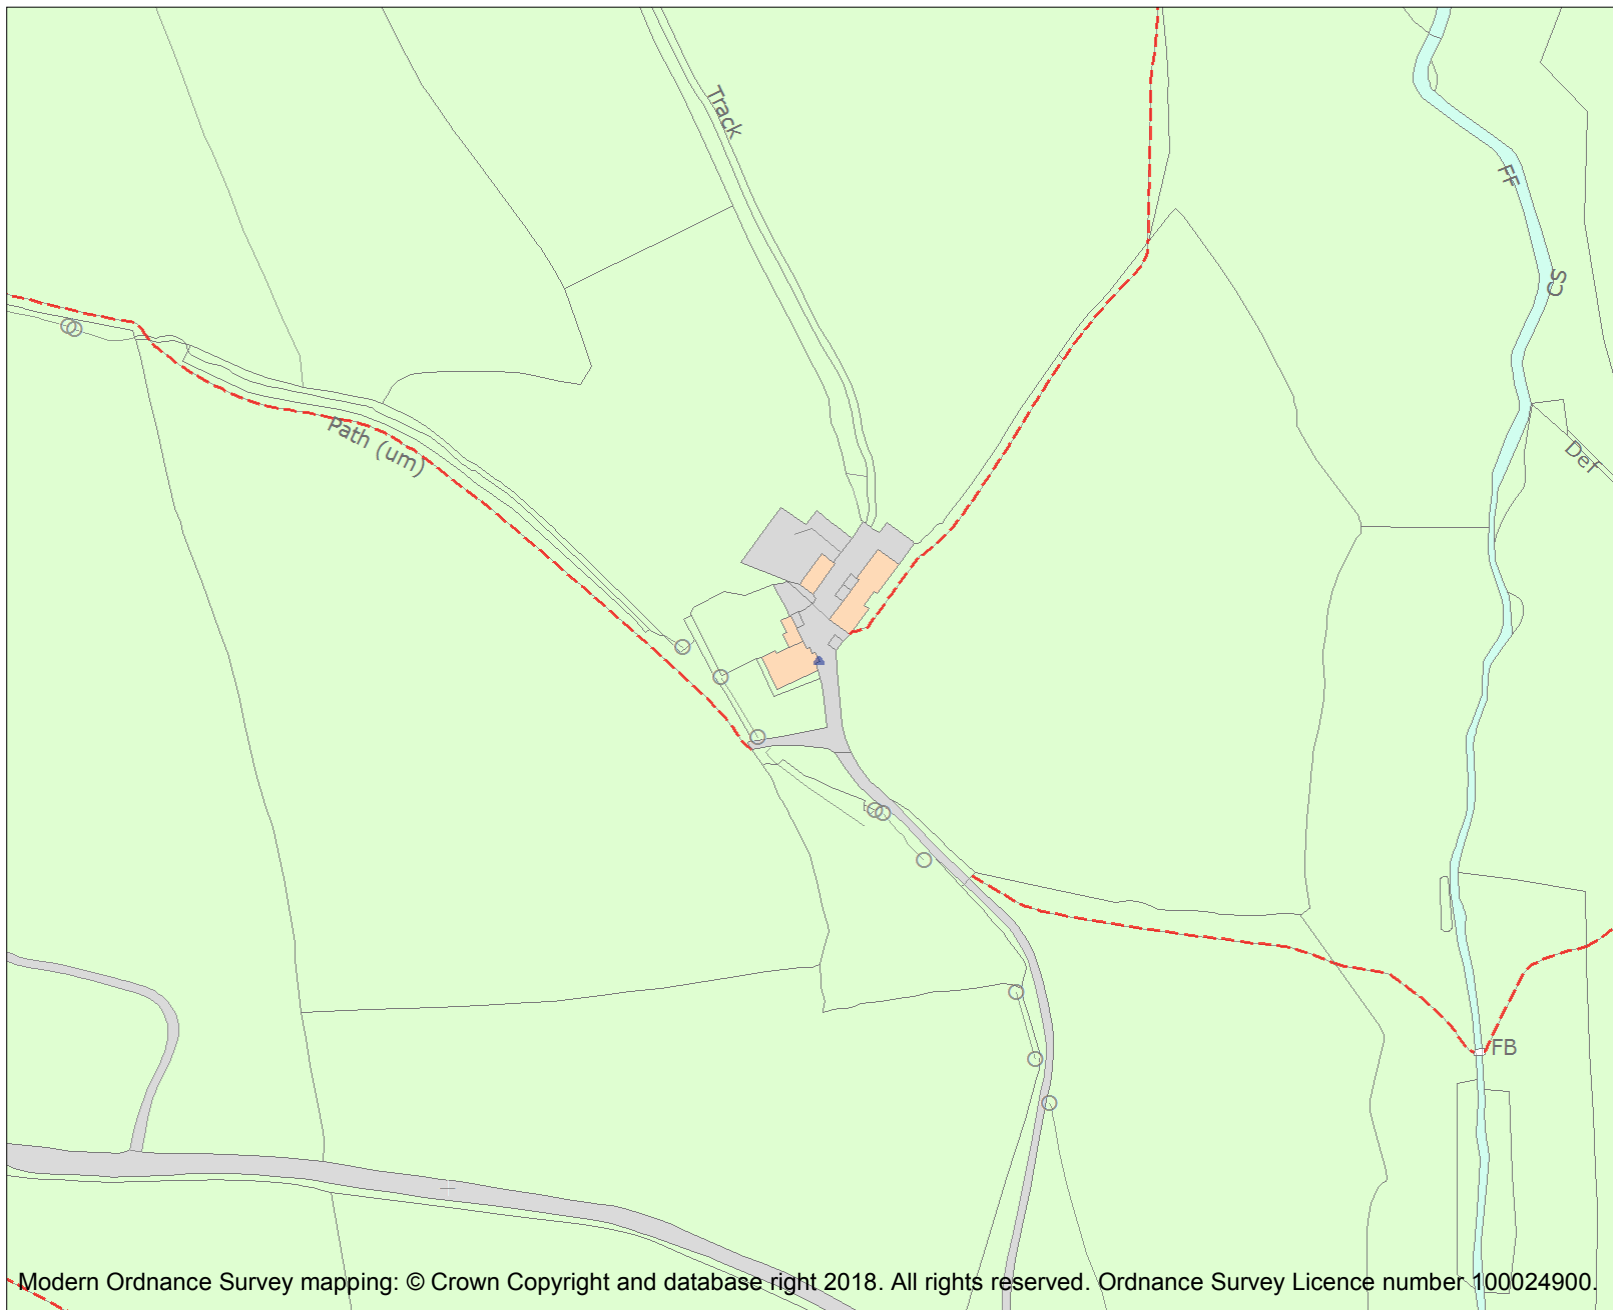 Track
FF
CS
Path (um)
Def
FB
Modern Ordnance Survey mapping: © Crown Copyright and database right 2018. All rights reserved. Ordnance Survey Licence number 100024900.